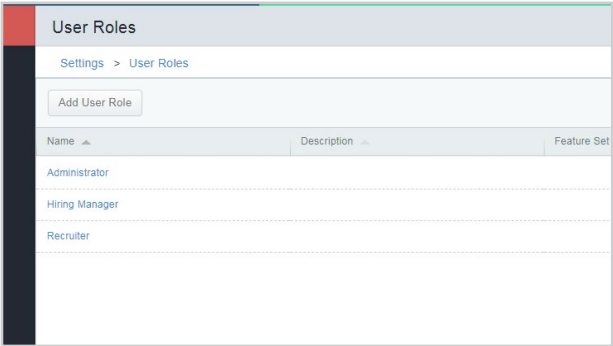 User Roles
Settings > User Roles
Add User Role
Name Description Feature Set
Administrator
Hiring Manager
Recruiter